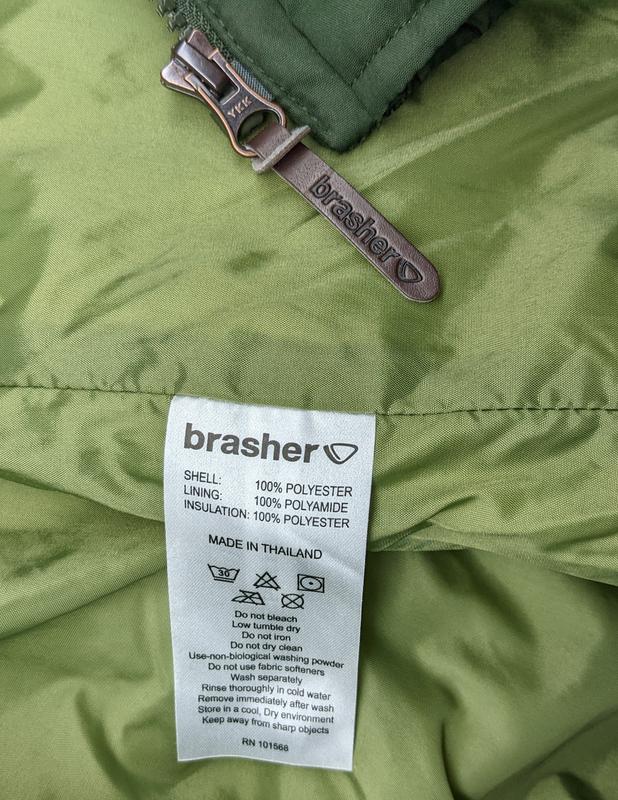 YKK
brasher
brasher
SHELL: 100% POLYESTER
LINING: 100% POLYAMIDE
INSULATION: 100% POLYESTER
MADE IN THAILAND
30
Do not bleach
Low tumble dry
Do not iron
Do not dry clean
Use-non-biological washing powder
Do not use fabric softeners
Wash separately
Rinse thoroughly in cold water
Remove immediately after wash
Store in a cool, Dry environment
Keep away from sharp objects
RN 101568